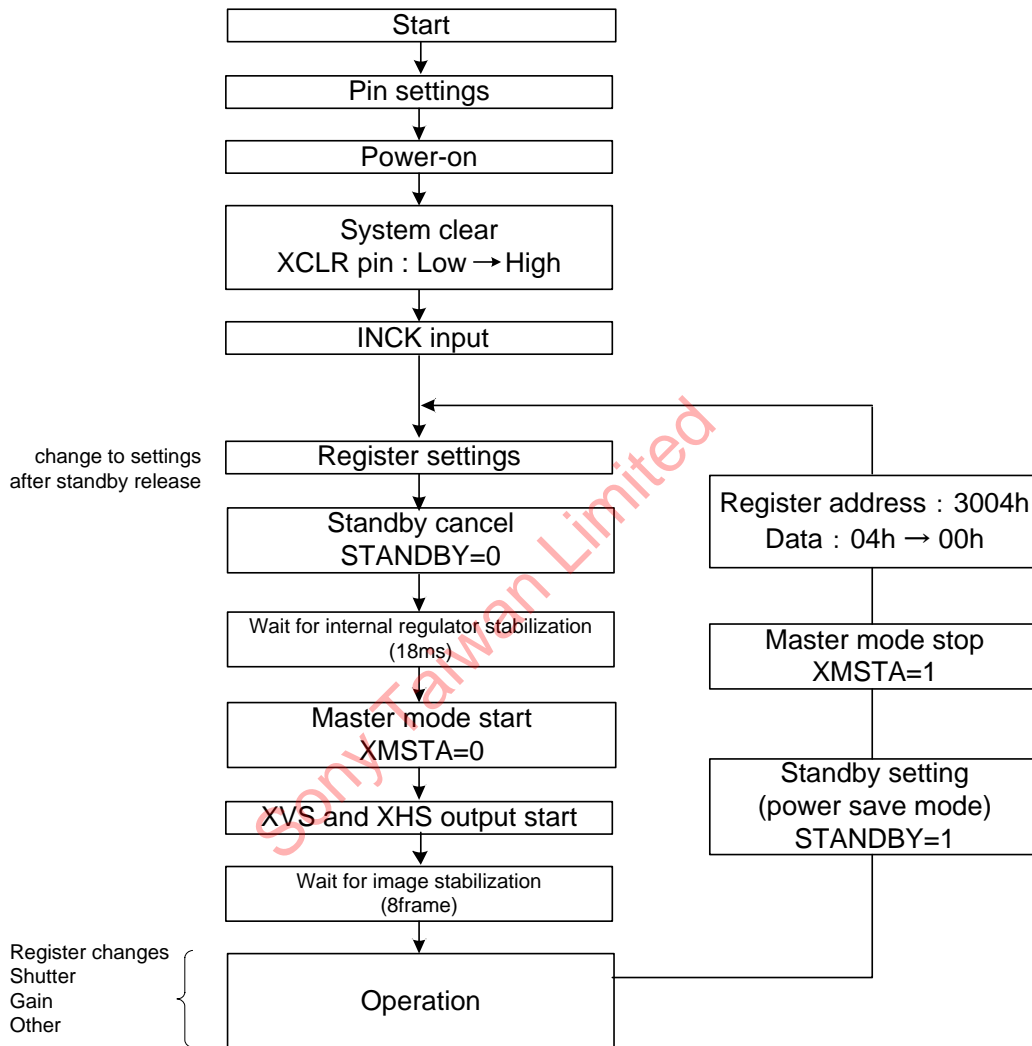 Start
Pin settings
Power-on
System clear
XCLR pin : Low → High
INCK input
change to settings
after standby release
Register settings
Standby cancel
STANDBY=0
Wait for internal regulator stabilization
(18ms)
Master mode start
XMSTA=0
XVS and XHS output start
Wait for image stabilization
(8frame)
Register changes
Shutter
Gain
Other
Operation
Register address : 3004h
Data : 04h → 00h
Master mode stop
XMSTA=1
Standby setting
(power save mode)
STANDBY=1
Sony Taiwan Limited